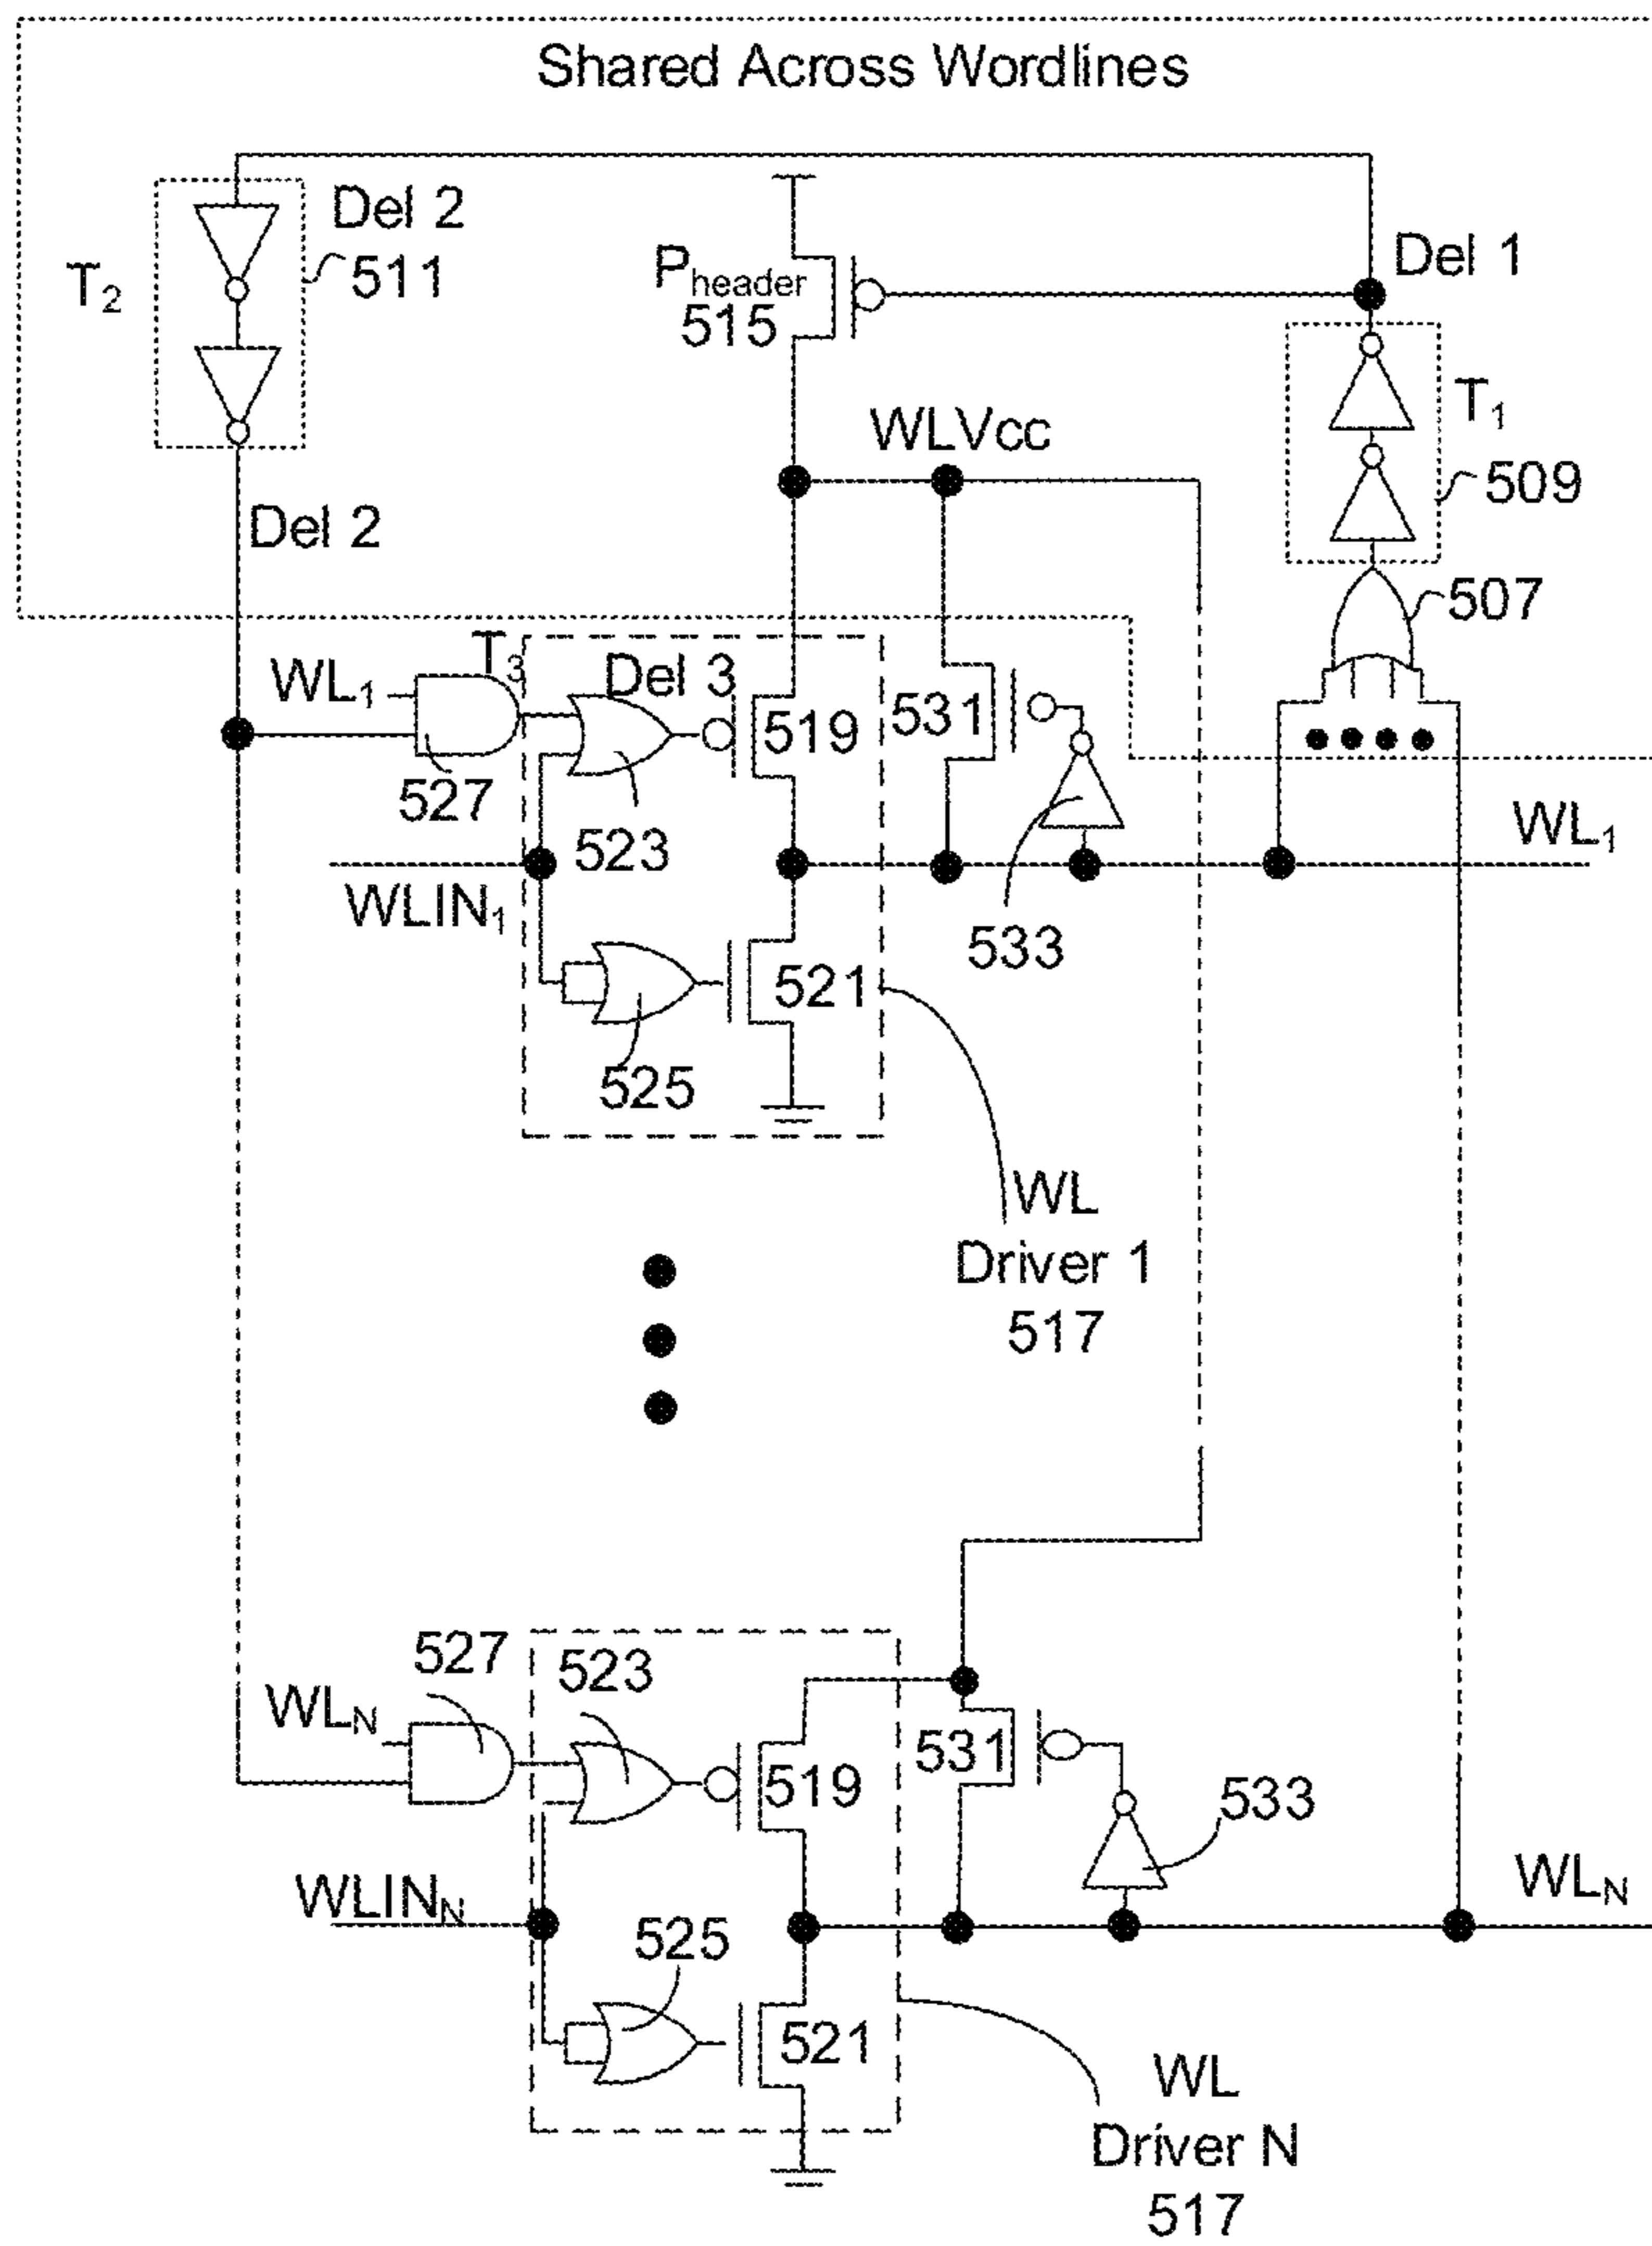 Shared Across Wordlines
Del 2
511
T2
Pheader
515
Del 1
T1
509
WLVcc
Del 2
507
WL1
T3
Del 3
519
531
527
523
WL1
WLIN1
533
521
525
WL
Driver 1
517
527
523
WLN
531
519
533
WLINN
WLN
525
521
WL
Driver N
517